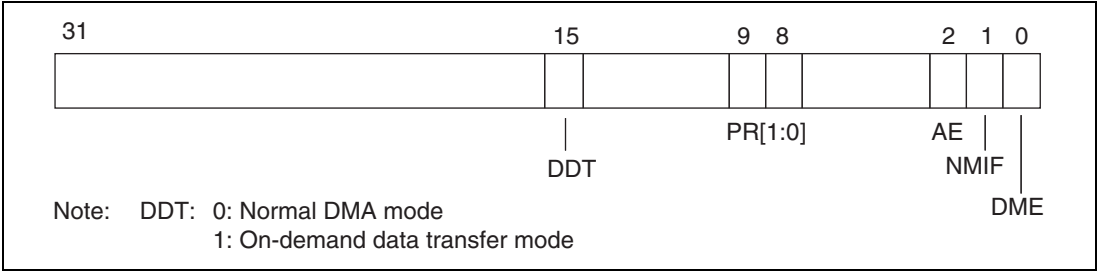 31 15 9 8 2 1 0
PR[1:0] AE
DDT NMIF
DME
Note: DDT: 0: Normal DMA mode
1: On-demand data transfer mode